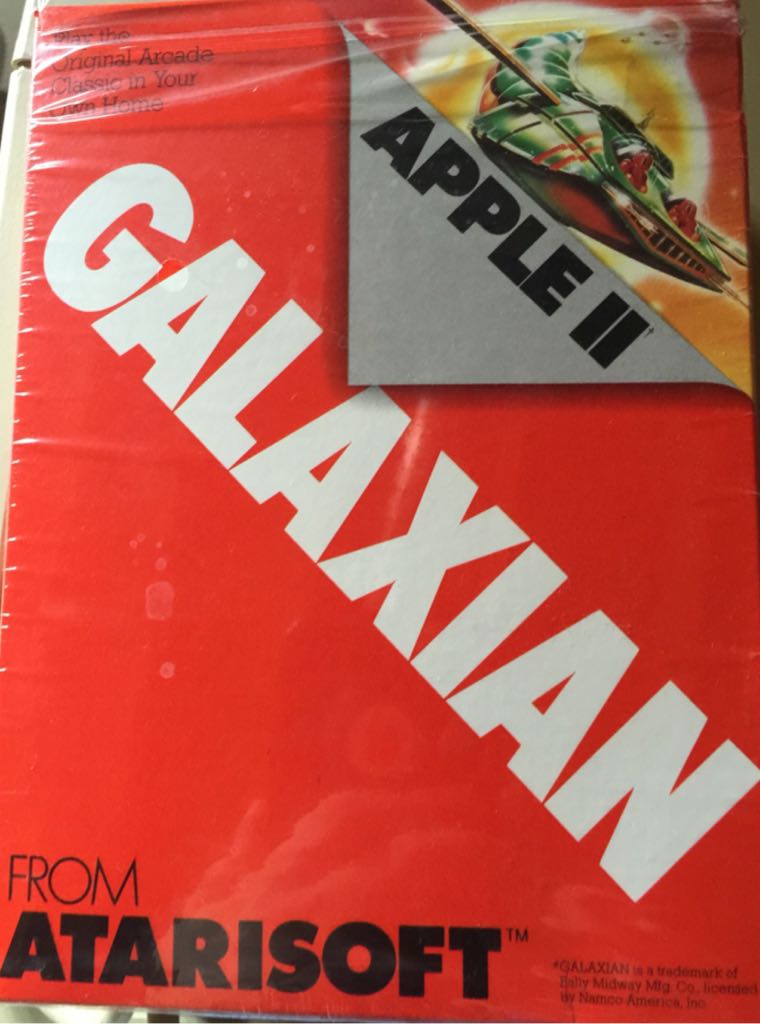 Play the
Original Arcade
Classic in Your
Own Home
APPLE II
GALAXIAN
FROM
ATARISOFT™
*GALAXIAN is a trademark of
Bally Midway Mfg. Co., licensed
by Namco-America, Inc.